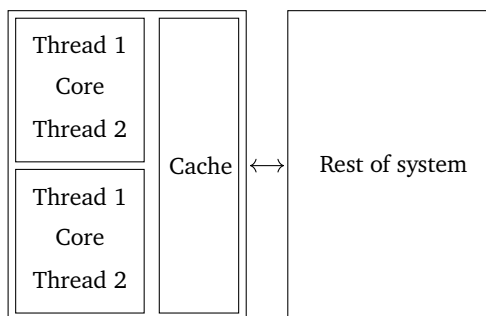 Thread 1
Core
Thread 2
Thread 1
Core
Thread 2
Cache
Rest of system